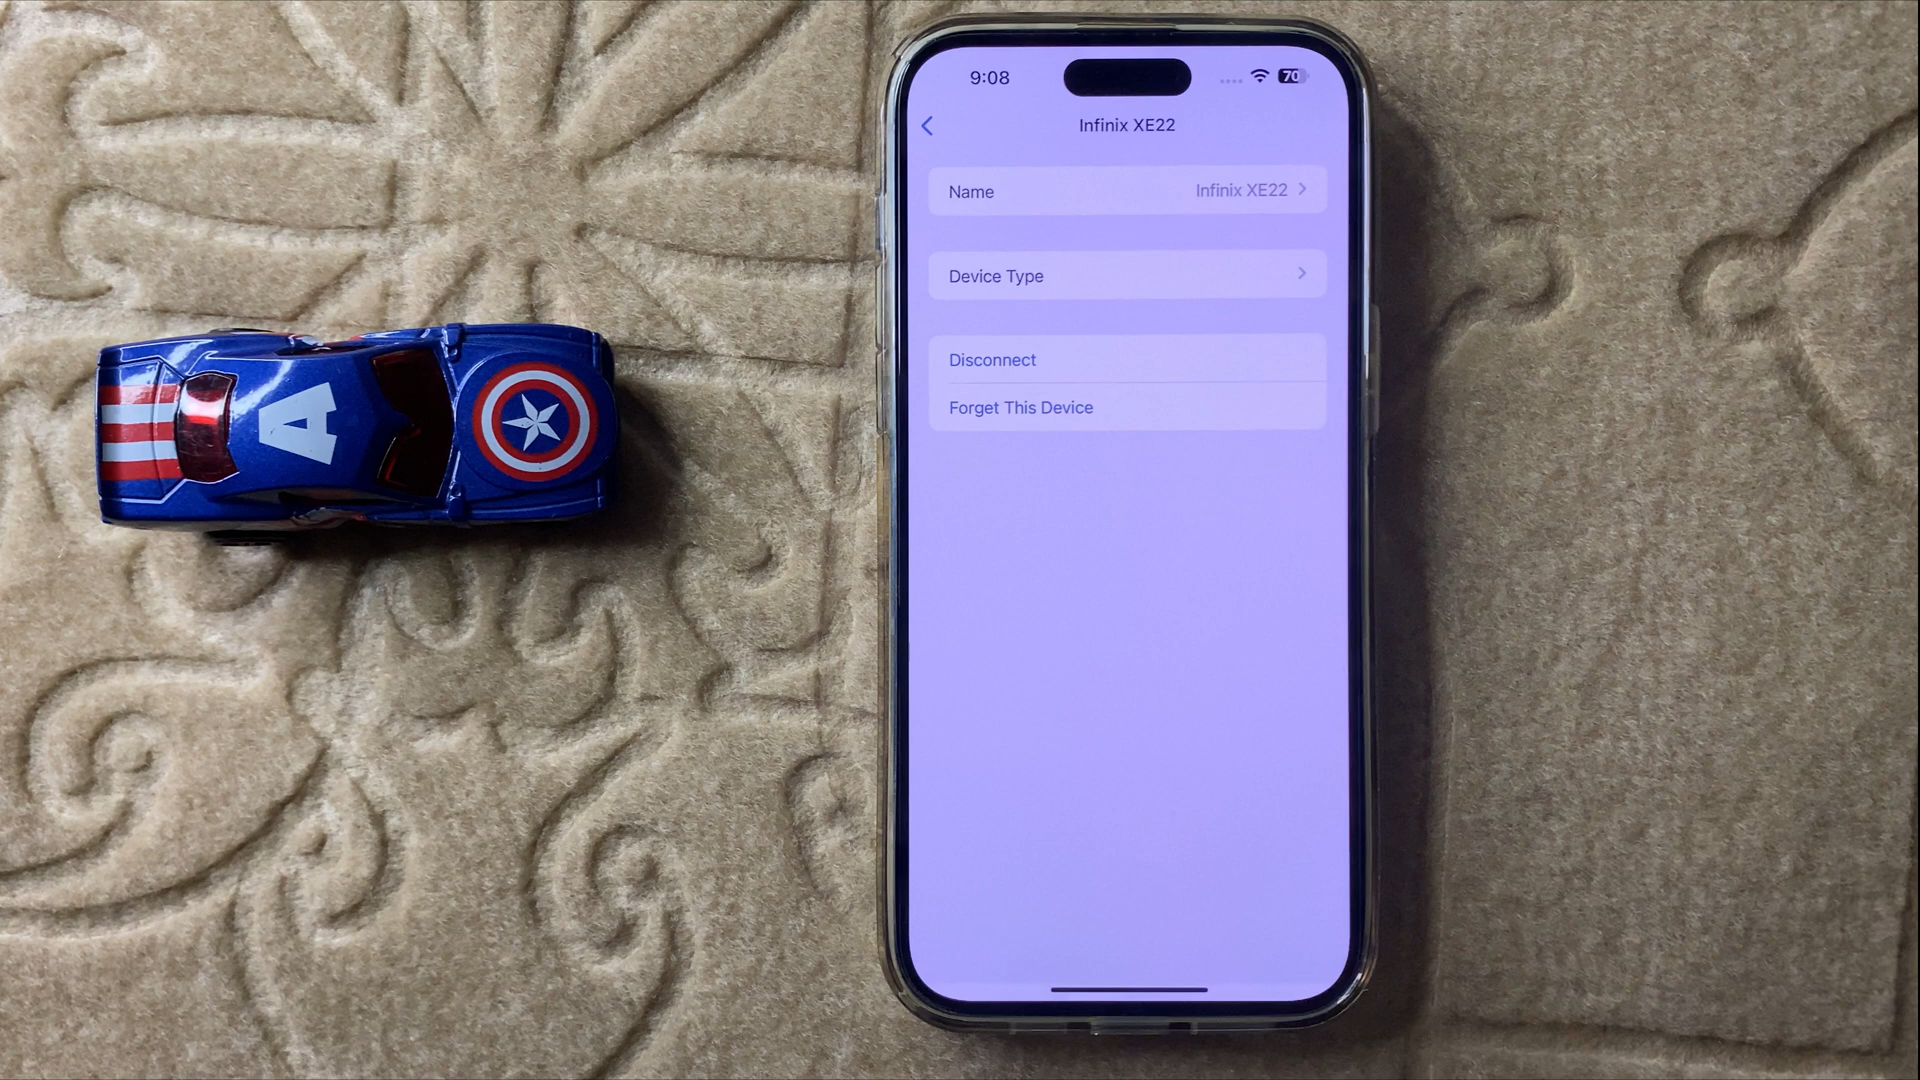 A
9:08
70
Infinix XE22
Name Infinix XE22
Device Type
Disconnect
Forget This Device